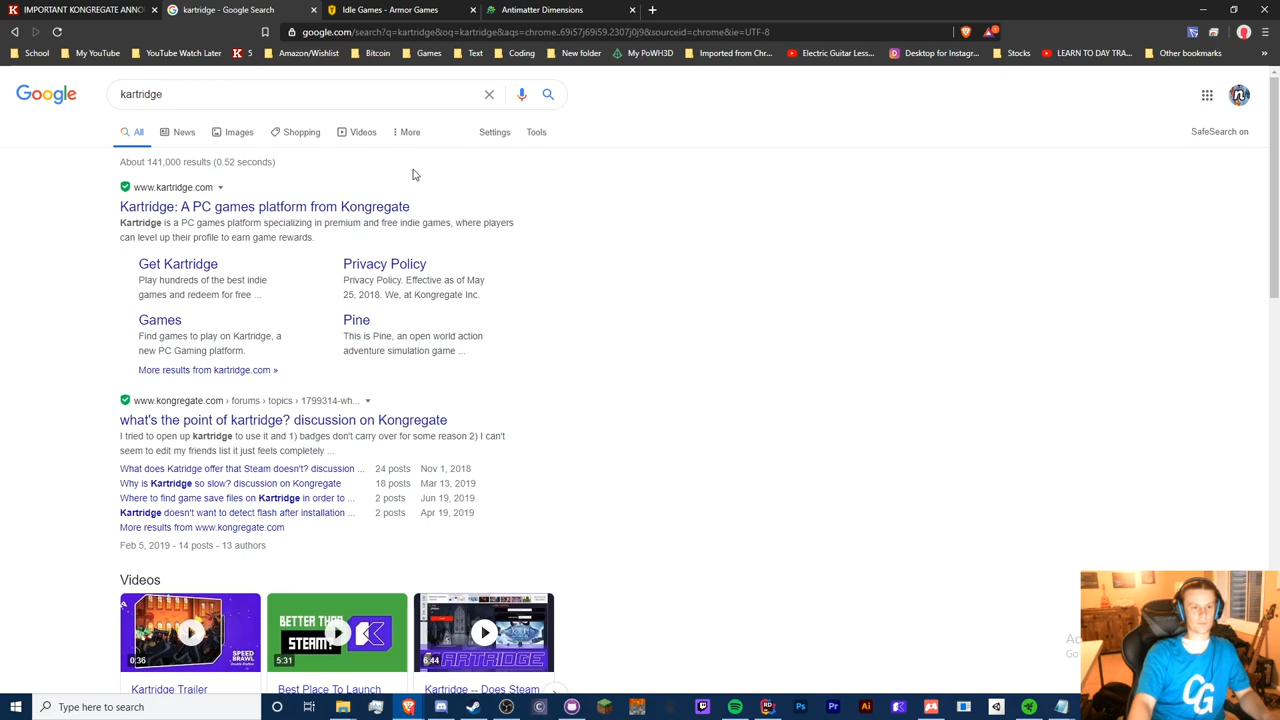 IMPORTANT KONGREGATE ANNO
kartridge - Google Search
Idle Games - Armor Games
Antimatter Dimensions
google.com/search?q=kartridge&oq=kartridge&aqs=chrome..69i57j69i59.2307j0j9&sourceid=chrome&ie=UTF-8
School
My YouTube
YouTube Watch Later
5
Amazon/Wishlist
Bitcoin
Games
Coding
New folder
My PoWH3D
Imported from Chr...
Electric Guitar Less...
Desktop for Instag...
Stocks
LEARN TO DAY TRA...
Other bookmarks
Google
kartridge
All
News
Images
Shopping
Videos
More
Settings
Tools
SafeSearch on
About 141,000 results (0.52 seconds)
www.kartridge.com
Kartridge: A PC games platform from Kongregate
Kartridge is a PC games platform specializing in premium and free indie games, where players
can level up their profile to earn game rewards.
Get Kartridge
Play hundreds of the best indie
games and redeem for free ...
Privacy Policy
Privacy Policy. Effective as of May
25, 2018. We, at Kongregate Inc.
Games
Find games to play on Kartridge, a
new PC Gaming platform.
Pine
This is Pine, an open world action
adventure simulation game ...
More results from kartridge.com »
www.kongregate.com › forums › topics › 1799314-wh...
what's the point of kartridge? discussion on Kongregate
I tried to open up kartridge to use it and 1) badges don't carry over for some reason 2) I can't
seem to edit my friends list it just feels completely ...
What does Katridge offer that Steam doesn't? discussion ... 24 posts Nov 1, 2018
Why is Kartridge so slow? discussion on Kongregate 18 posts Mar 13, 2019
Where to find game save files on Kartridge in order to ... 2 posts Jun 19, 2019
Kartridge doesn't want to detect flash after installation ... 2 posts Apr 19, 2019
More results from www.kongregate.com
Feb 5, 2019 - 14 posts - 13 authors
Videos
SPEED
BRAWL
0:36
BETTER THAN
STEAM?
5:31
KARTRIDGE
6:44
Kartridge Trailer
Best Place To Launch
Kartridge -- Does Steam
CG
Type here to search